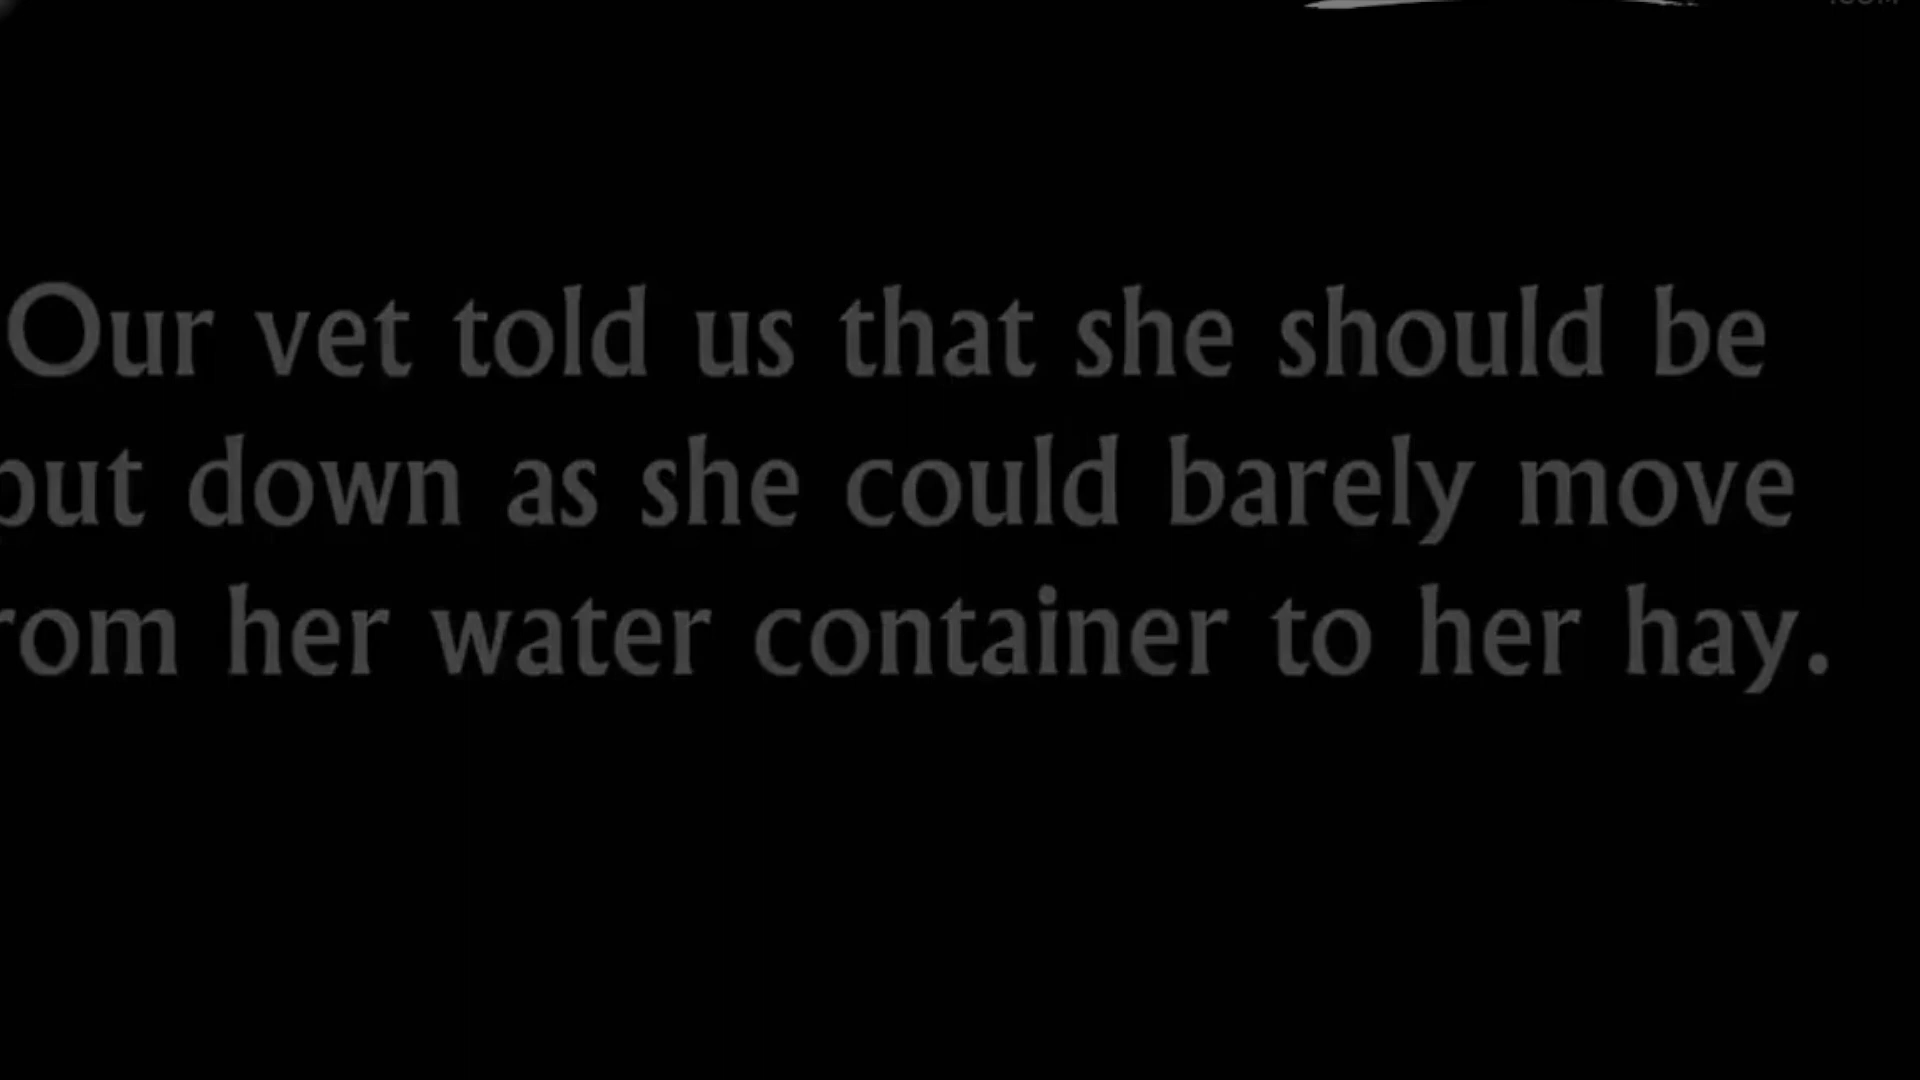 Our vet told us that she should be
put down as she could barely move
rom her water container to her hay.